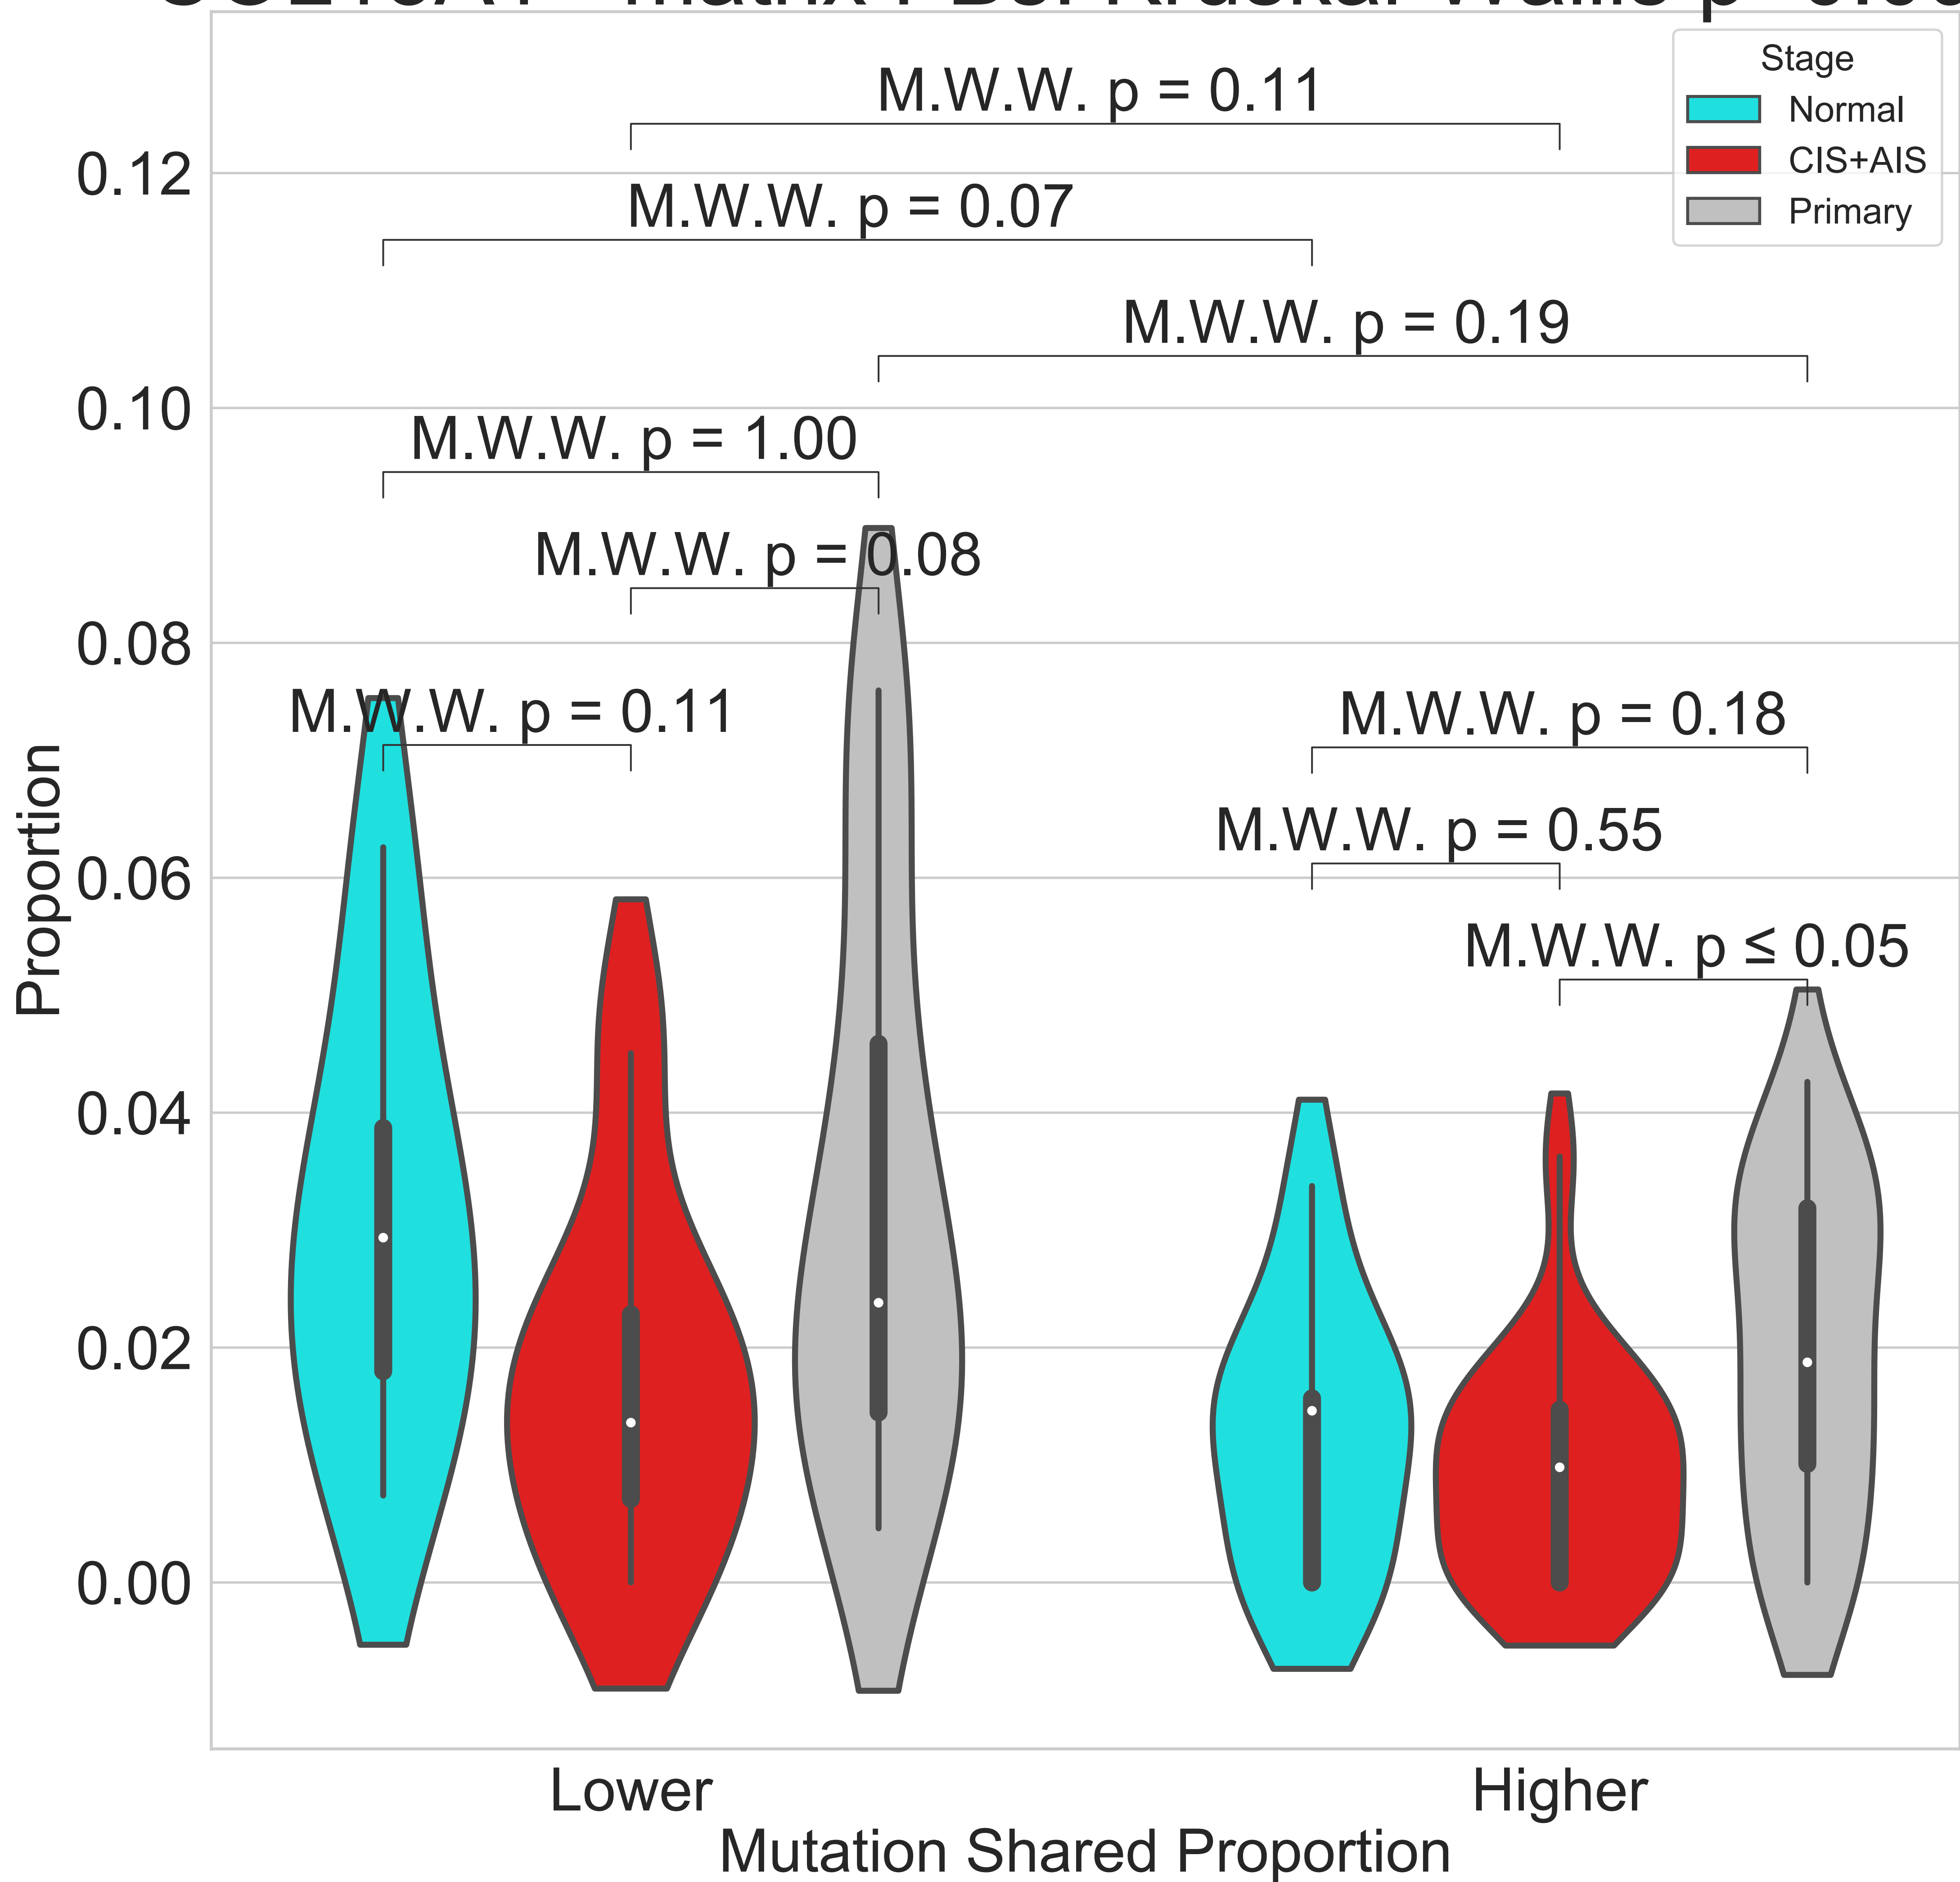 M.W.W. p = 0.11
Stage
Normal
CIS+AIS
Primary
0.12
M.W.W. p = 0.07
M.W.W. p = 0.19
0.10
M.W.W. p = 1.00
M.W.W. p = 0.08
0.08
M.W.W. p = 0.11
M.W.W. p = 0.18
M.W.W. p = 0.55
0.06
M.W.W. p ≤ 0.05
Proportion
0.04
0.02
0.00
Lower
Higher
Mutation Shared Proportion